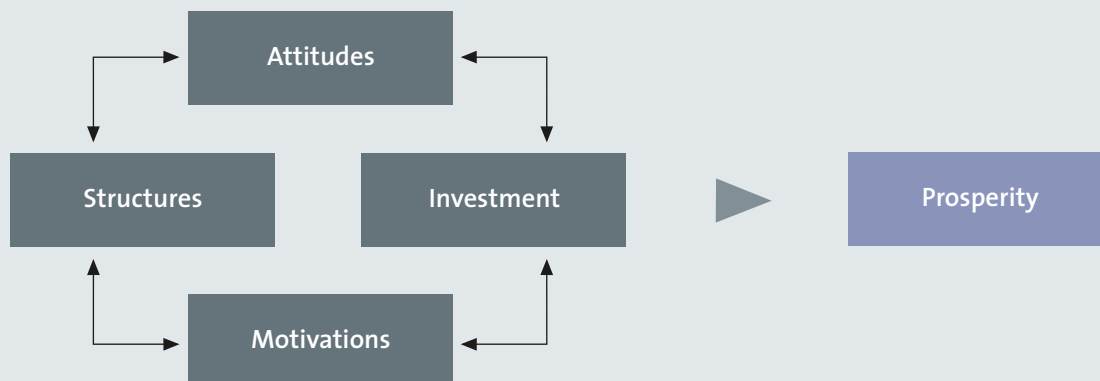 Attitudes
Structures
Investment
Prosperity
Motivations